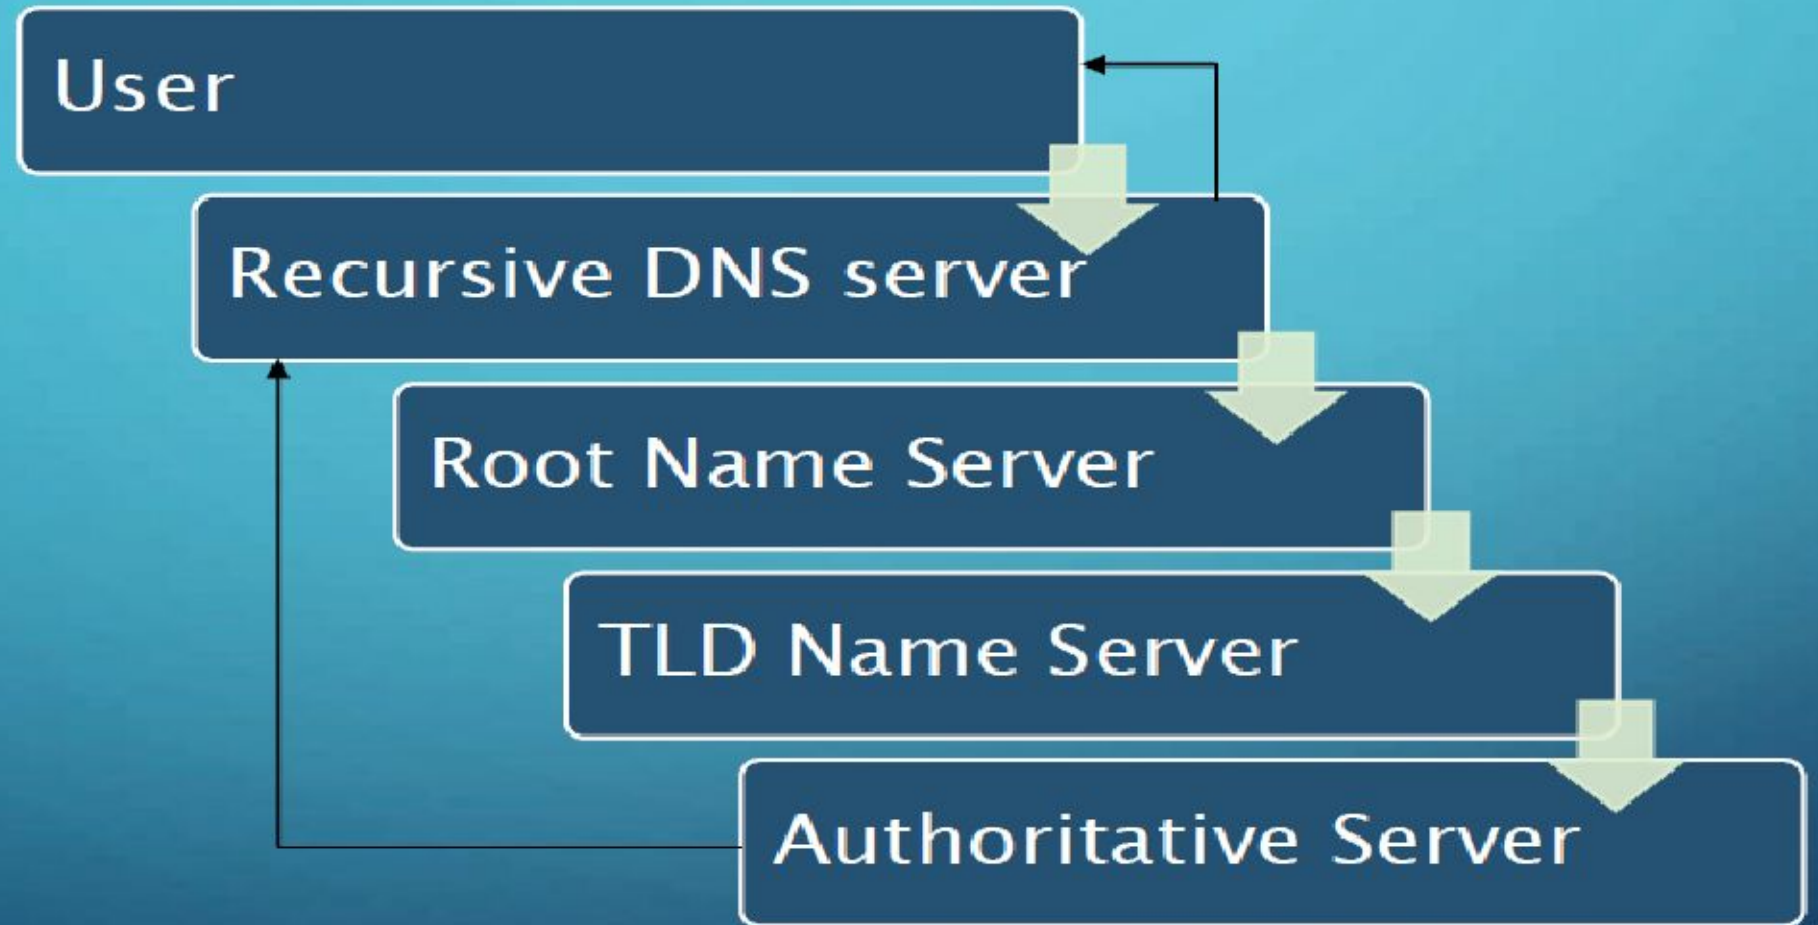 User
Recursive DNS server
Root Name Server
TLD Name Server
Authoritative Server